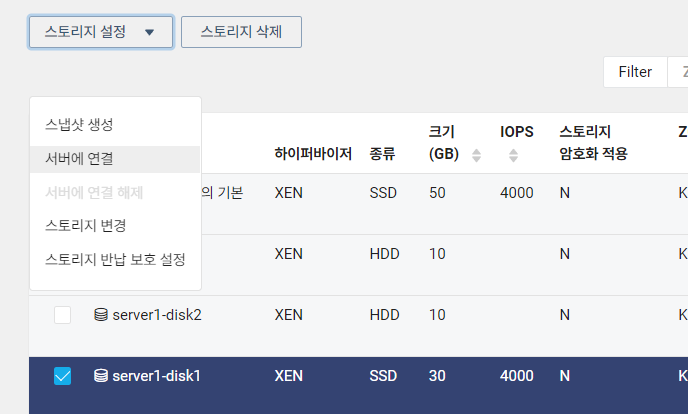 스토리지 설정
스토리지 삭제
Filter
스냅샷 생성
서버에 연결
서버에 연결 해제
스토리지 변경
스토리지 반납 보호 설정
하이퍼바이저 종류 크기 (GB) IOPS 스토리지 암호화 적용 Z
의 기본 XEN SSD 50 4000 N K
XEN HDD 10 N K
server1-disk2 XEN HDD 10 N K
server1-disk1 XEN SSD 30 4000 N K